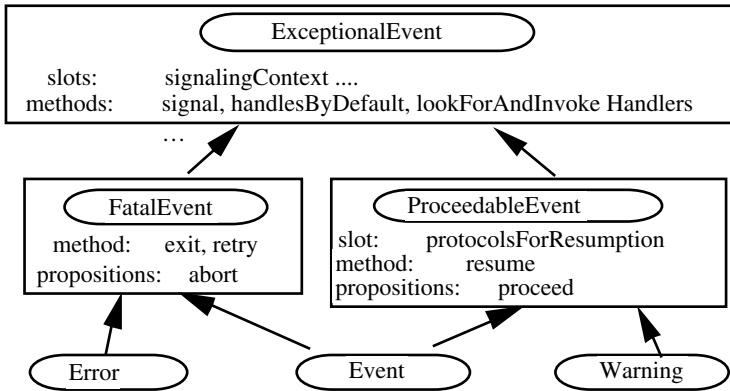 ExceptionalEvent
slots: signalingContext ....
methods: signal, handlesByDefault, lookForAndInvoke Handlers
...
FatalEvent
method: exit, retry
propositions: abort
ProceedableEvent
slot: protocolsForResumption
method: resume
propositions: proceed
Error
Event
Warning